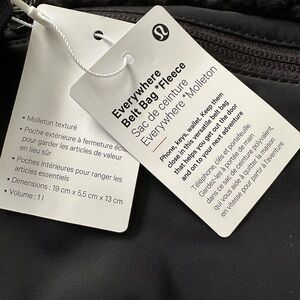 Everywhere
Belt Bag *Fleece
Sac de ceinture
Everywhere *Molleton
Phone, keys, wallet. Keep them
close in this versatile belt bag
that helps you get out the door
and on to your next adventure
Téléphone, clés et portefeuille.
Gardez-les à portée de main
dans ce sac de ceinture polyvalent,
qui vous aide à quitter la maison
en vitesse pour partir à l'aventure
• Molleton texturé
• Poche extérieure à fermeture écl
pour garder les articles de valeur
en lieu sûr
• Poches intérieures pour ranger les
articles essentiels
• Dimensions : 19 cm x 5,5 cm x 13 cm
• Volume : 1 l